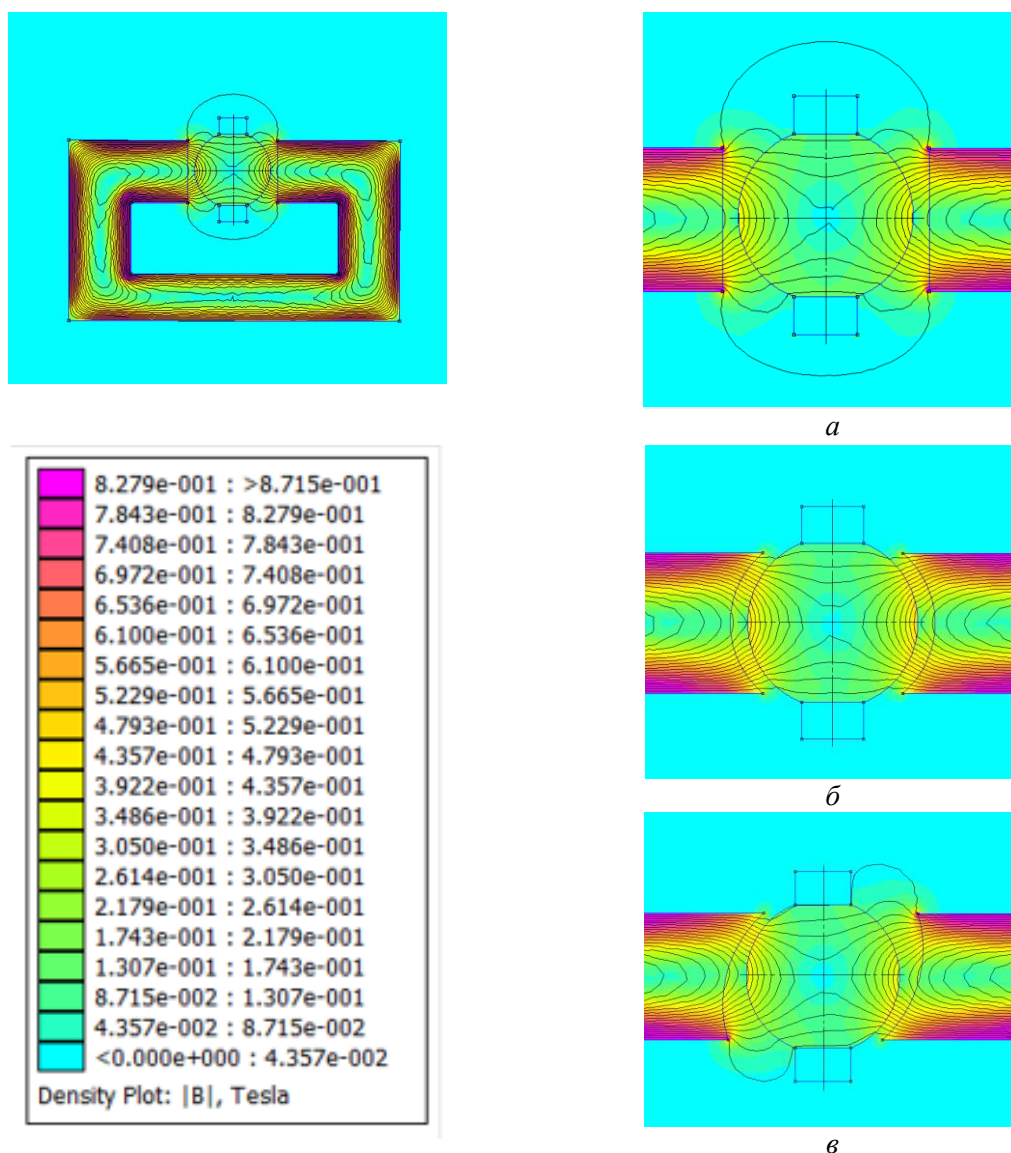 а
8.279e-001 : >8.715e-001
7.843e-001 : 8.279e-001
7.408e-001 : 7.843e-001
6.972e-001 : 7.408e-001
6.536e-001 : 6.972e-001
6.100e-001 : 6.536e-001
5.665e-001 : 6.100e-001
5.229e-001 : 5.665e-001
4.793e-001 : 5.229e-001
4.357e-001 : 4.793e-001
3.922e-001 : 4.357e-001
3.486e-001 : 3.922e-001
3.050e-001 : 3.486e-001
2.614e-001 : 3.050e-001
2.179e-001 : 2.614e-001
1.743e-001 : 2.179e-001
1.307e-001 : 1.743e-001
8.715e-002 : 1.307e-001
4.357e-002 : 8.715e-002
<0.000e+000 : 4.357e-002
Density Plot: |B|, Tesla
б
в